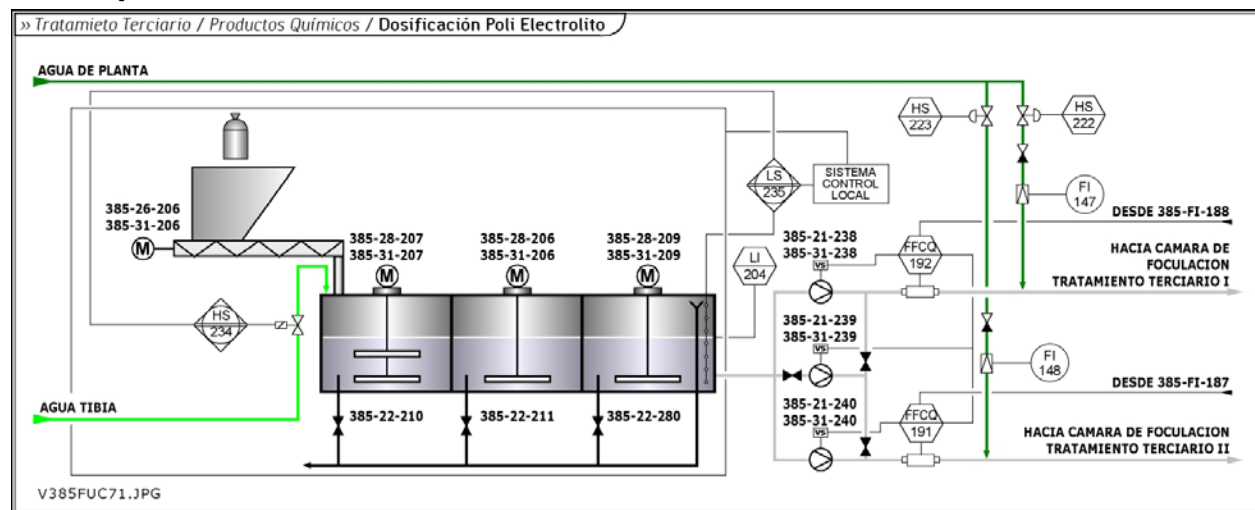 » Tratamieto Terciario / Productos Químicos / Dosificación Poli Electrolito
AGUA DE PLANTA
HS
223
HS
222
LS
235
SISTEMA
CONTROL
LOCAL
FI
147
385-26-206
385-31-206
M
385-28-207
385-31-207
M
385-28-206
385-31-206
M
385-28-209
385-31-209
M
LI
204
385-21-238
385-31-238
VS
FFCQ
192
DESDE 385-FI-188
HACIA CAMARA DE
FOCULACION
TRATAMIENTO TERCIARIO I
HS
234
385-21-239
385-31-239
VS
FI
148
DESDE 385-FI-187
AGUA TIBIA
385-22-210
385-22-211
385-22-280
385-21-240
385-31-240
VS
FFCQ
191
HACIA CAMARA DE FOCULACION
TRATAMIENTO TERCIARIO II
V385FUC71.JPG